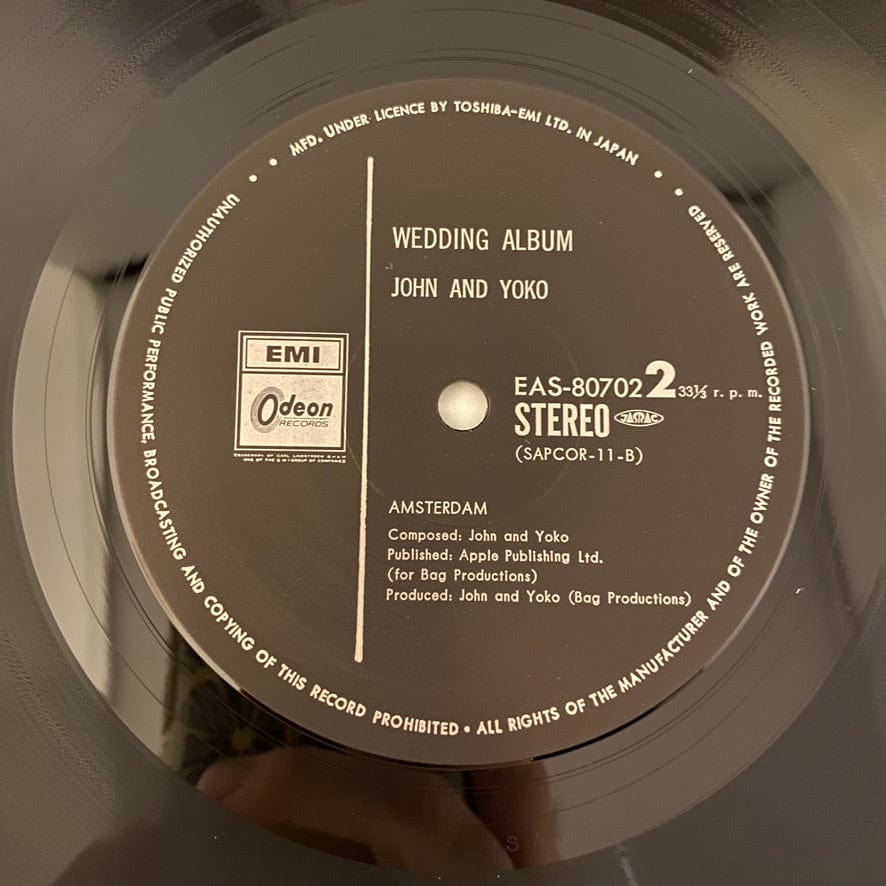 MFD. UNDER LICENCE BY TOSHIBA-EMI LTD. IN JAPAN
WEDDING ALBUM
JOHN AND YOKO
EMI
Odeon
RECORDS
EAS-80702 2 33⅓ r. p. m.
STEREO JASRAC
(SAPCOR-11-B)
AMSTERDAM
Composed: John and Yoko
Published: Apple Publishing Ltd.
(for Bag Productions)
Produced: John and Yoko (Bag Productions)
UNAUTHORIZED PUBLIC PERFORMANCE, BROADCASTING AND COPYING OF THIS RECORD PROHIBITED • ALL RIGHTS OF THE MANUFACTURER AND OF THE OWNER OF THE RECORDED WORK ARE RESERVED